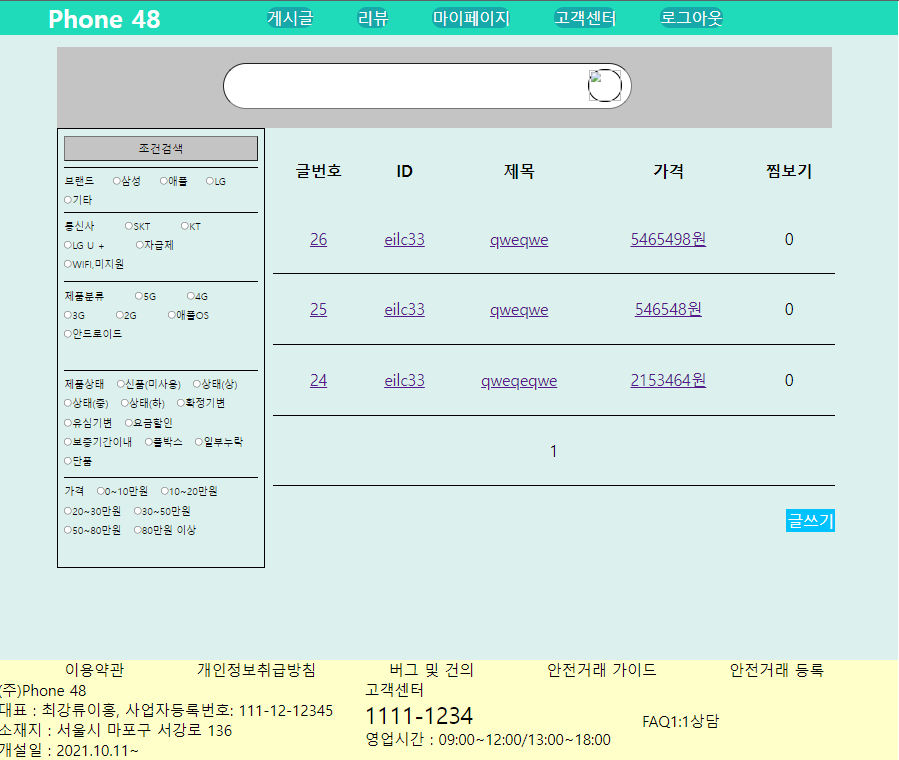 Phone 48 게시글 리뷰 마이페이지 고객센터 로그아웃
조건검색
브랜드 삼성 애플 LG
기타
통신사 SKT KT
LG U + 자급제
WIFI,미지원
제품분류 5G 4G
3G 2G 애플OS
안드로이드
제품상태 신품(미사용) 상태(상)
상태(중) 상태(하) 확정기변
유심기변 요금할인
보증기간이내 풀박스 일부누락
단품
가격 0~10만원 10~20만원
20~30만원 30~50만원
50~80만원 80만원 이상
글번호 ID 제목 가격 찜보기
26 eilc33 qweqwe 5465498원 0
25 eilc33 qweqwe 546548원 0
24 eilc33 qweqeqwe 2153464원 0
1
글쓰기
이용약관 개인정보취급방침 버그 및 건의 안전거래 가이드 안전거래 등록
(주)Phone 48
대표 : 최강류이홍, 사업자등록번호: 111-12-12345
소재지 : 서울시 마포구 서강로 136
개설일 : 2021.10.11~
고객센터
1111-1234
영업시간 : 09:00~12:00/13:00~18:00
FAQ1:1상담